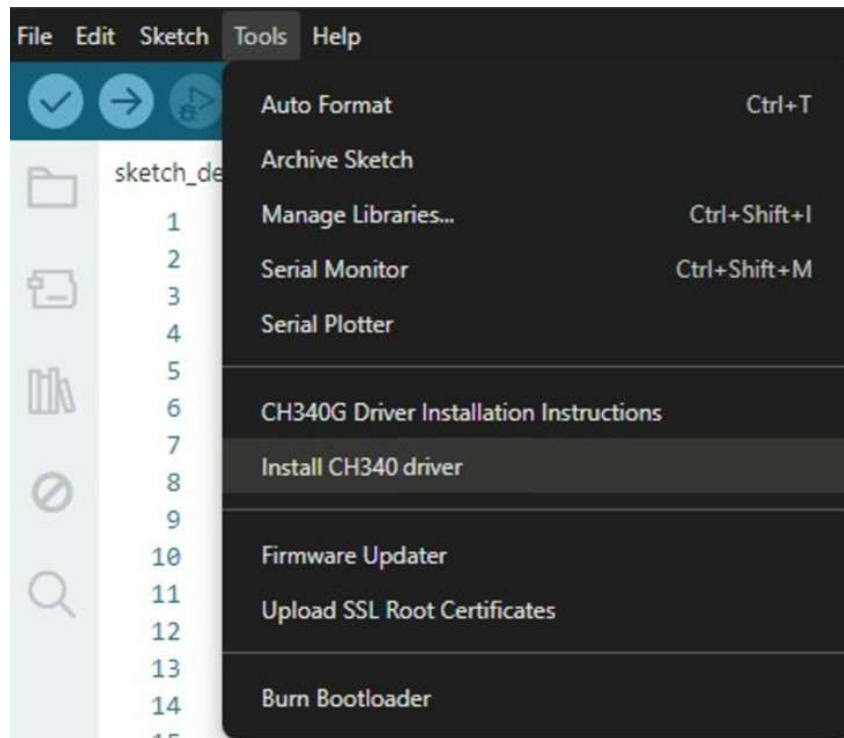 File Edit Sketch Tools Help
Auto Format Ctrl+T
Archive Sketch
Manage Libraries... Ctrl+Shift+I
Serial Monitor Ctrl+Shift+M
Serial Plotter
CH340G Driver Installation Instructions
Install CH340 driver
Firmware Updater
Upload SSL Root Certificates
Burn Bootloader
sketch_de
1
2
3
4
5
6
7
8
9
10
11
12
13
14